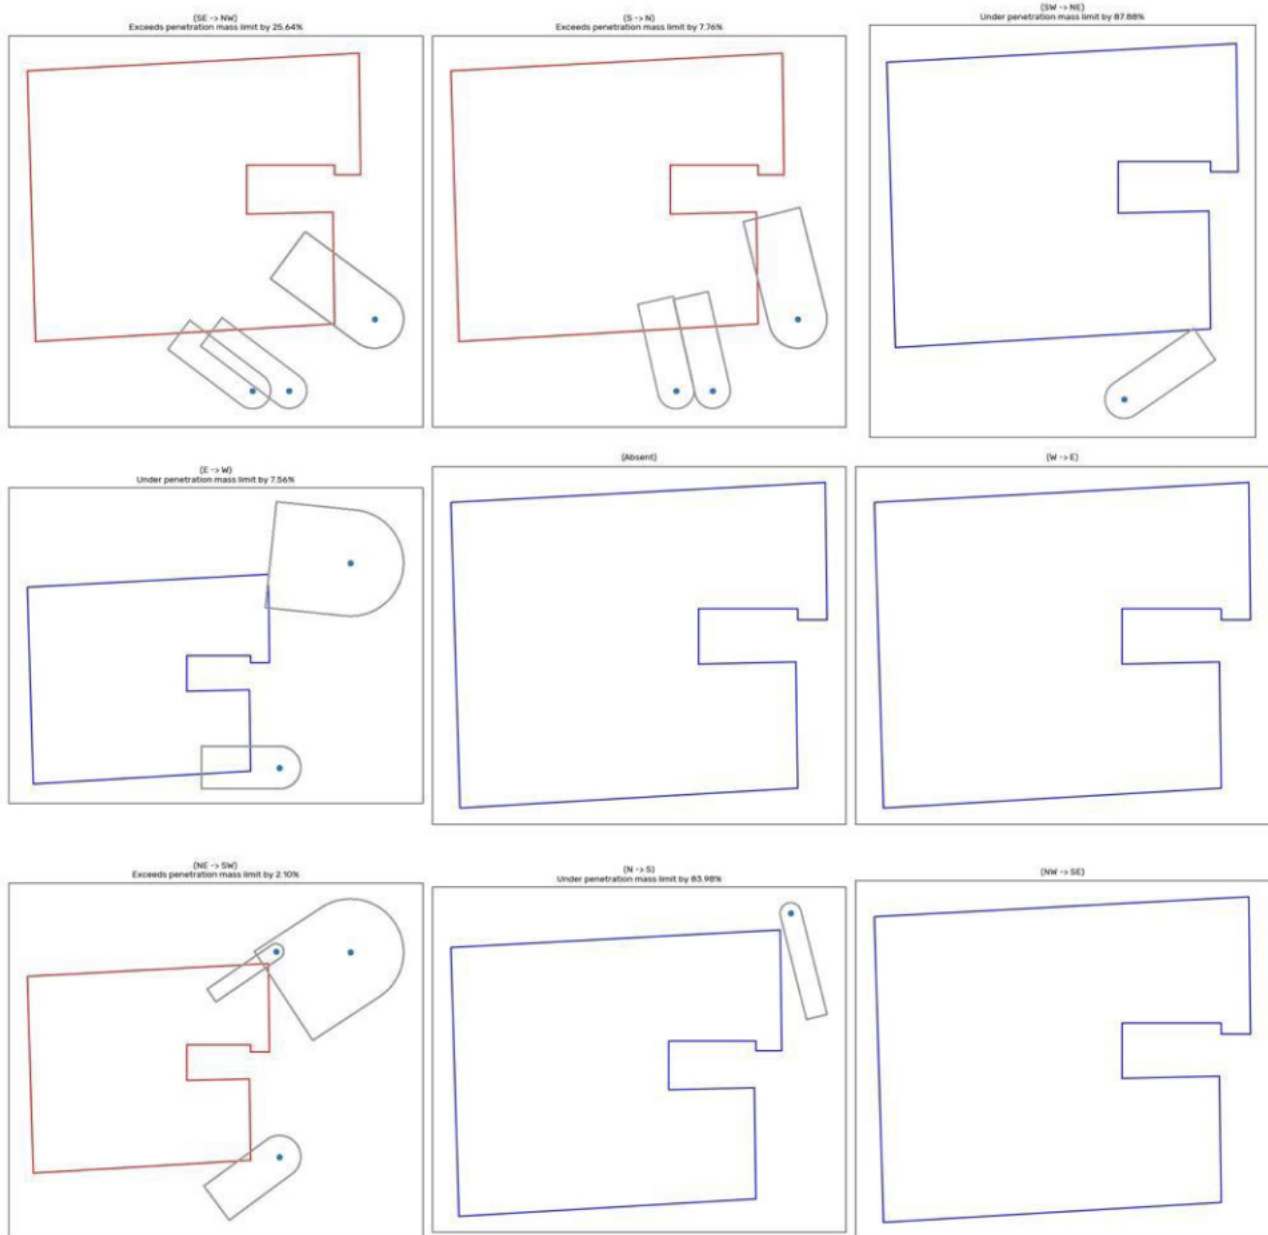 (SE -> NW)
Exceeds penetration mass limit by 25.64%
(S -> N)
Exceeds penetration mass limit by 7.76%
(SW -> NE)
Under penetration mass limit by 87.88%
(E -> W)
Under penetration mass limit by 7.56%
(Absent)
(W -> E)
(NE -> SW)
Exceeds penetration mass limit by 2.10%
(N -> S)
Under penetration mass limit by 83.98%
(NW -> SE)